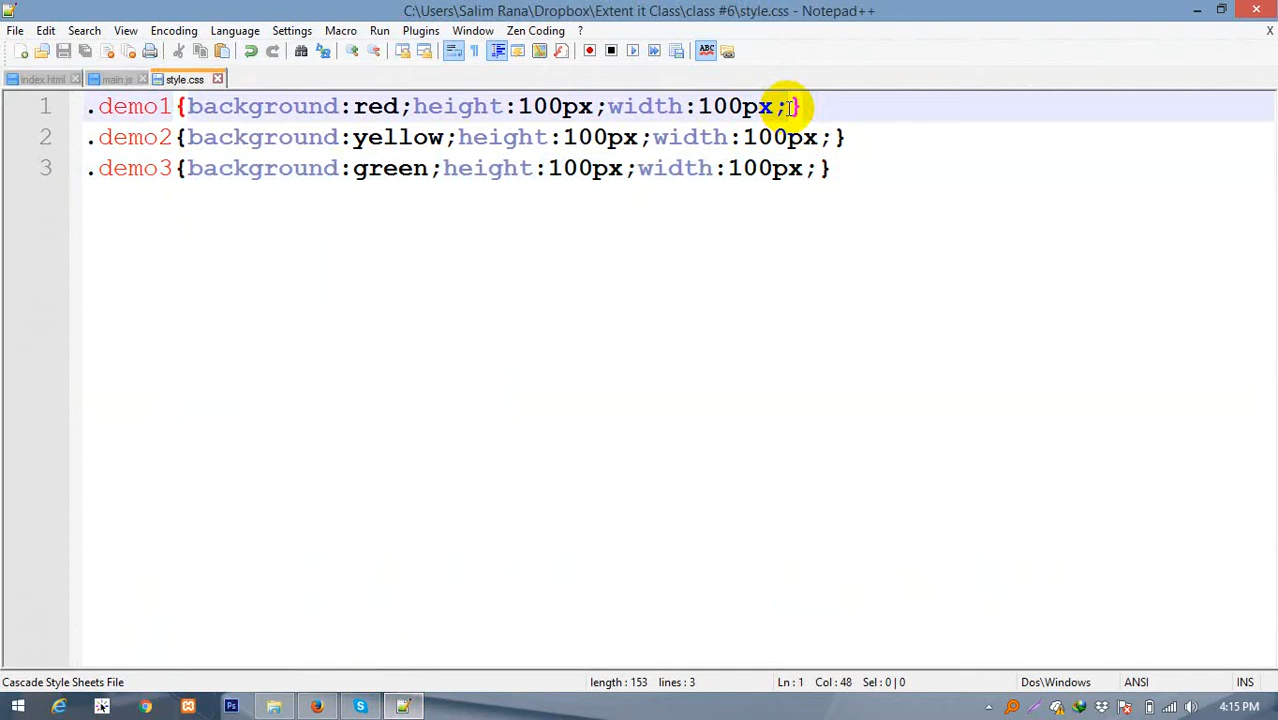 C:\Users\Salim Rana\Dropbox\Extent it Class\class #6\style.css - Notepad++
File Edit Search View Encoding Language Settings Macro Run Plugins Window Zen Coding ? X
ABC
index.html main.js style.css
1 .demo1{background:red;height:100px;width:100px;}
2 .demo2{background:yellow;height:100px;width:100px;}
3 .demo3{background:green;height:100px;width:100px;}
Cascade Style Sheets File length : 153 lines : 3 Ln : 1 Col : 48 Sel : 0 | 0 Dos\Windows ANSI INS
Ps 4:15 PM